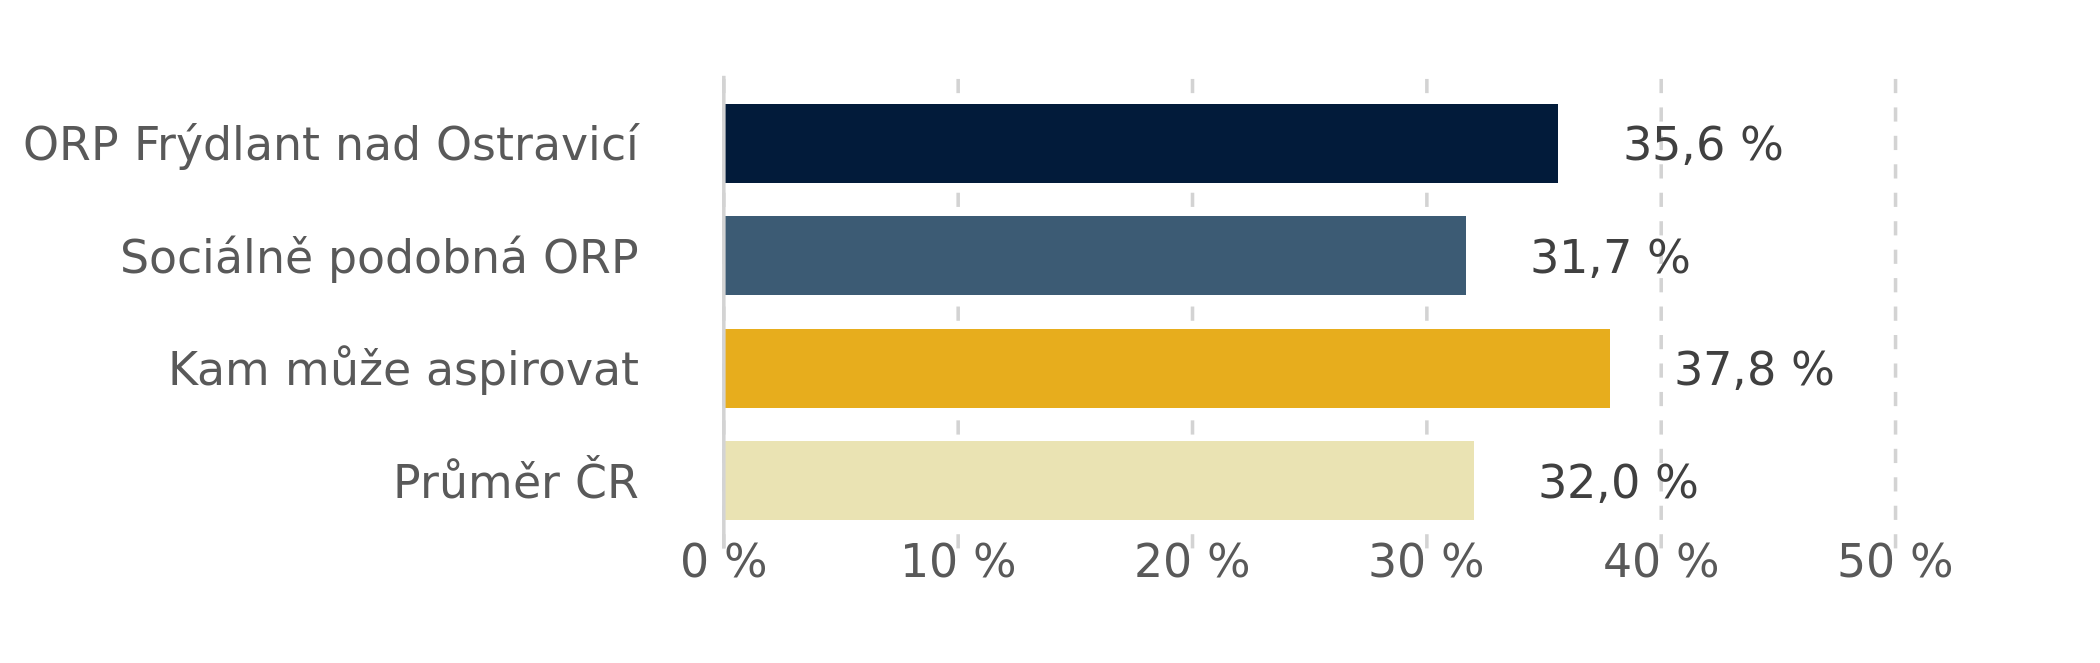 ORP Frýdlant nad Ostravicí 35,6 %
Sociálně podobná ORP 31,7 %
Kam může aspirovat 37,8 %
Průměr ČR 32,0 %
0 % 10 % 20 % 30 % 40 % 50 %